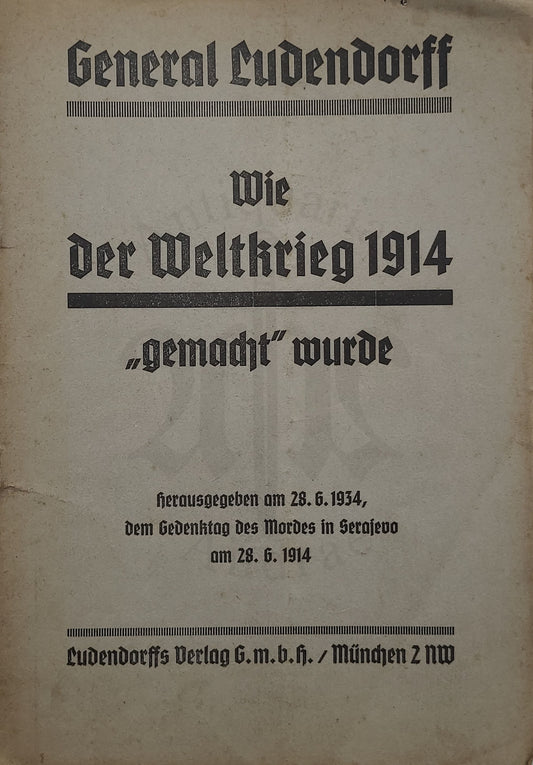 General Ludendorff
Wie
der Weltkrieg 1914
„gemacht“ wurde
Herausgegeben am 28. 6. 1934,
dem Gedenktag des Mordes in Serajevo
am 28. 6. 1914
Ludendorffs Verlag G.m.b.H. / München 2 NW